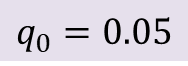 q₀ = 0.05